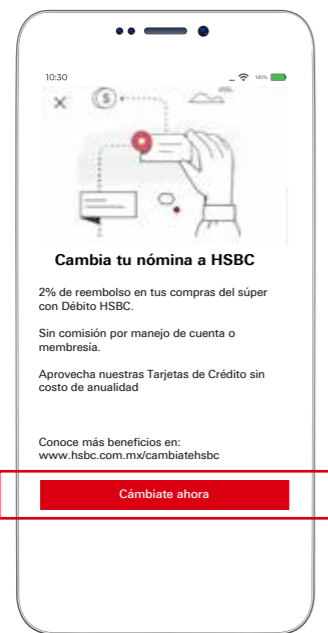 10:30
100%
Cambia tu nómina a HSBC
2% de reembolso en tus compras del súper
con Débito HSBC.
Sin comisión por manejo de cuenta o
membresía.
Aprovecha nuestras Tarjetas de Crédito sin
costo de anualidad
Conoce más beneficios en:
www.hsbc.com.mx/cambiatehsbc
Cámbiate ahora